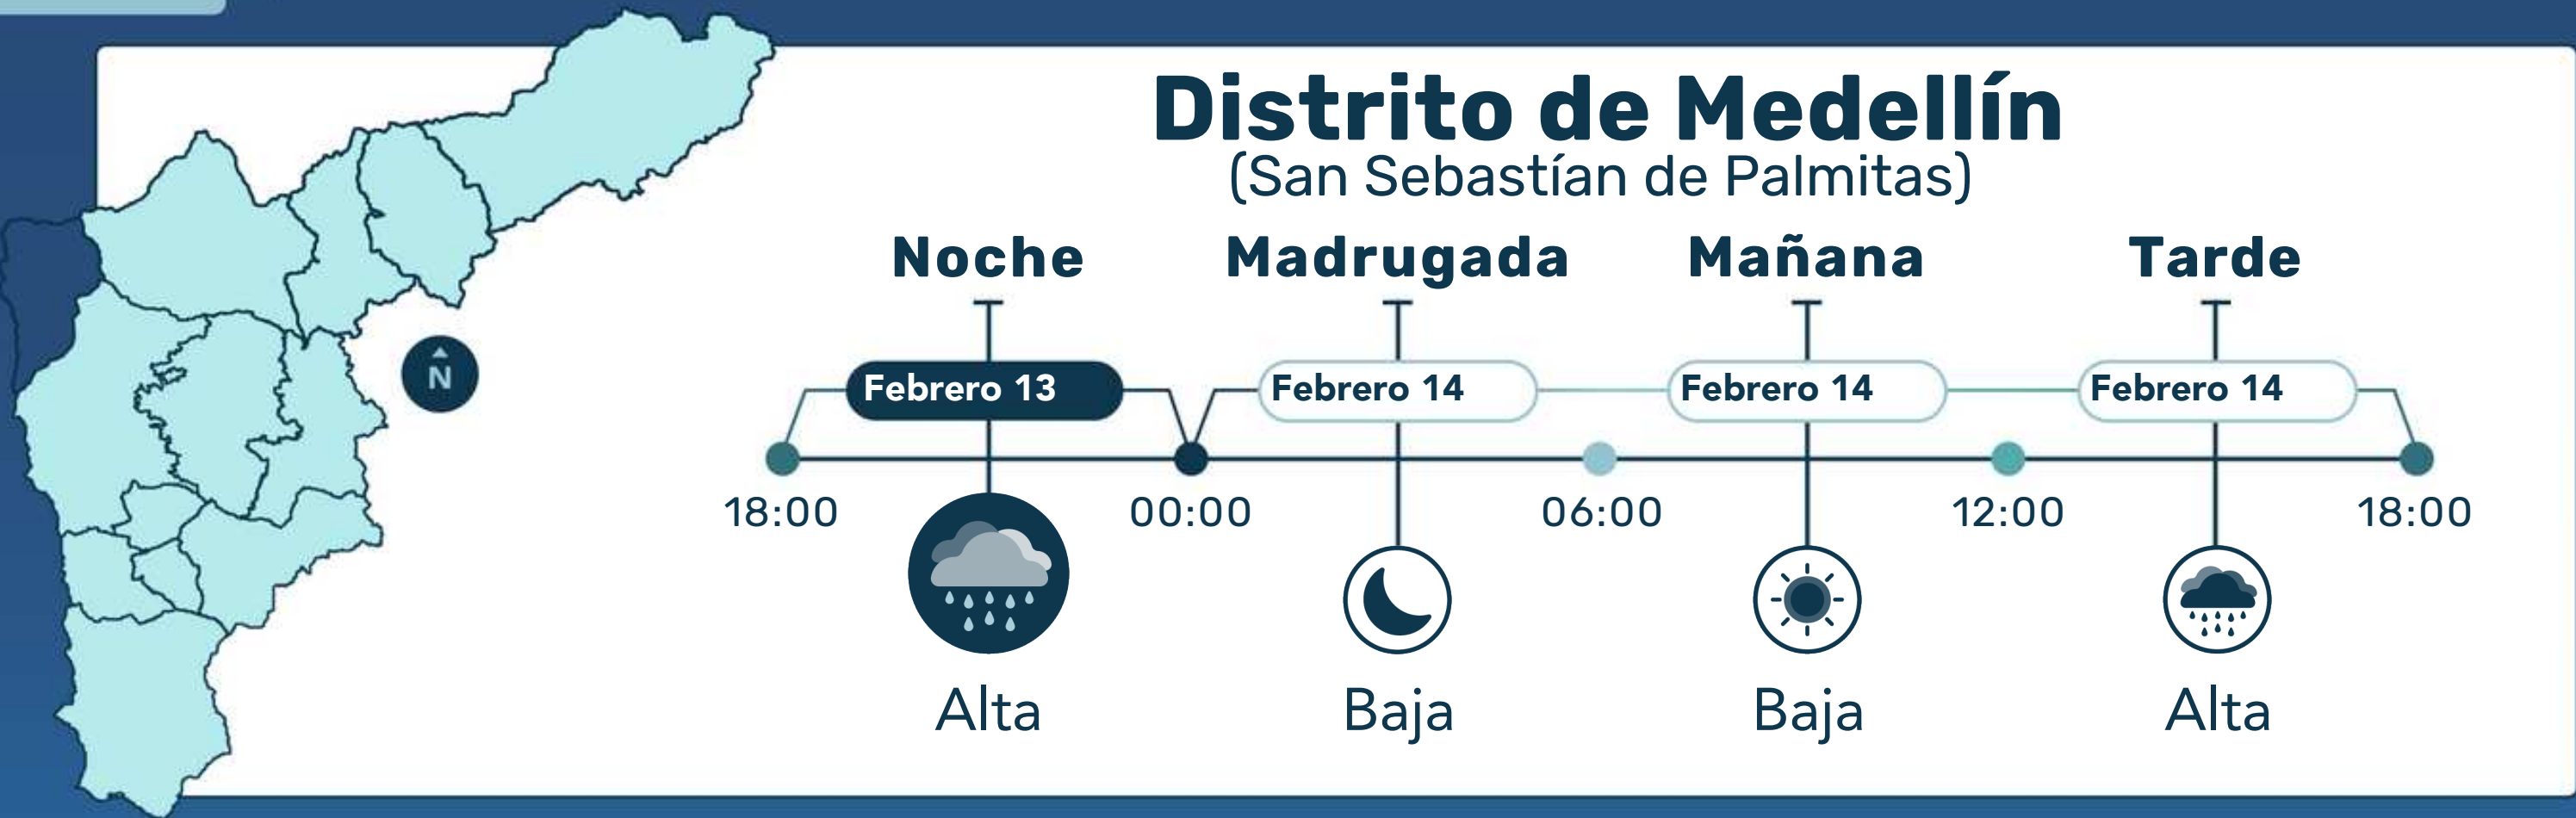 Distrito de Medellín
(San Sebastían de Palmitas)
Noche Madrugada Mañana Tarde
Febrero 13 Febrero 14 Febrero 14 Febrero 14
N
18:00 00:00 06:00 12:00 18:00
Alta Baja Baja Alta